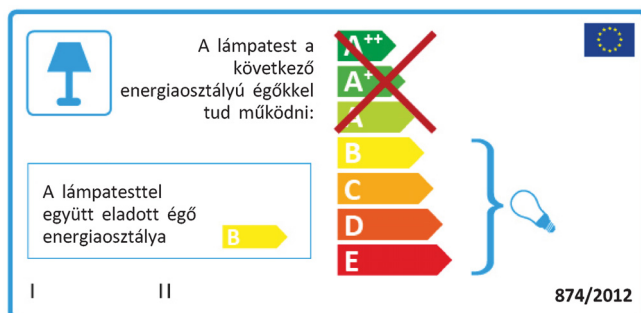 A lámpatest a
következő
energiaosztályú égőkkel
tud működni:
A++
A+
A
B
C
D
E
A lámpatesttel
együtt eladott égő
energiaosztálya
B
I II
874/2012